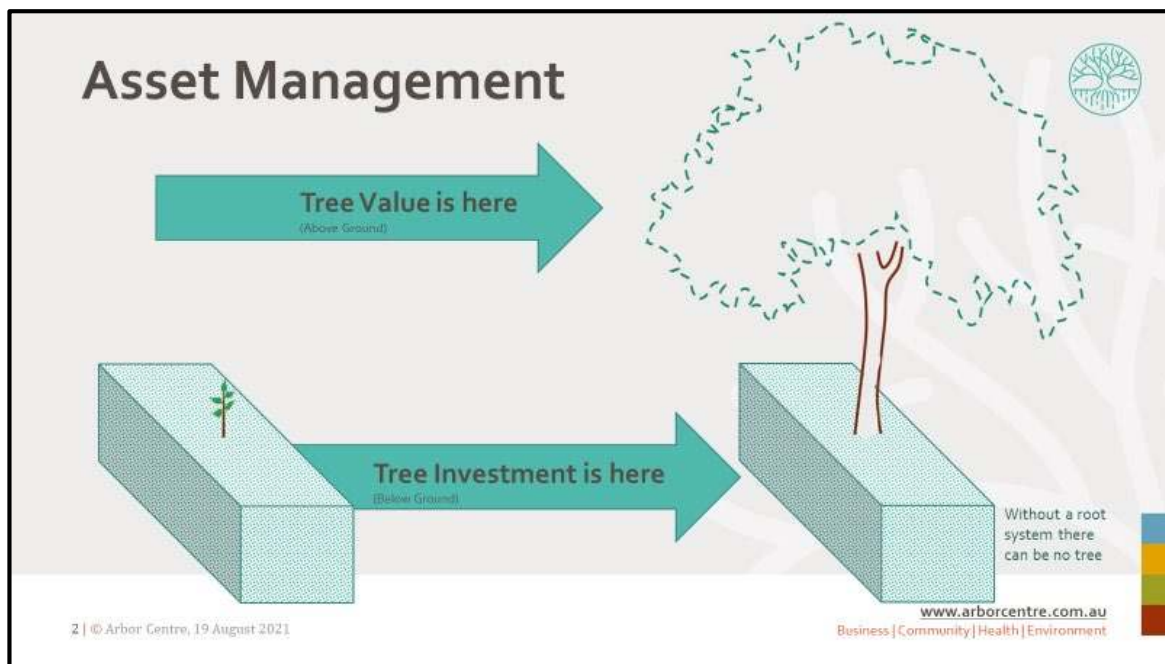 Asset Management
Tree Value is here
(Above Ground)
Tree Investment is here
(Below Ground)
Without a root
system there
can be no tree
2 | © Arbor Centre, 19 August 2021
www.arborcentre.com.au
Business | Community | Health | Environment